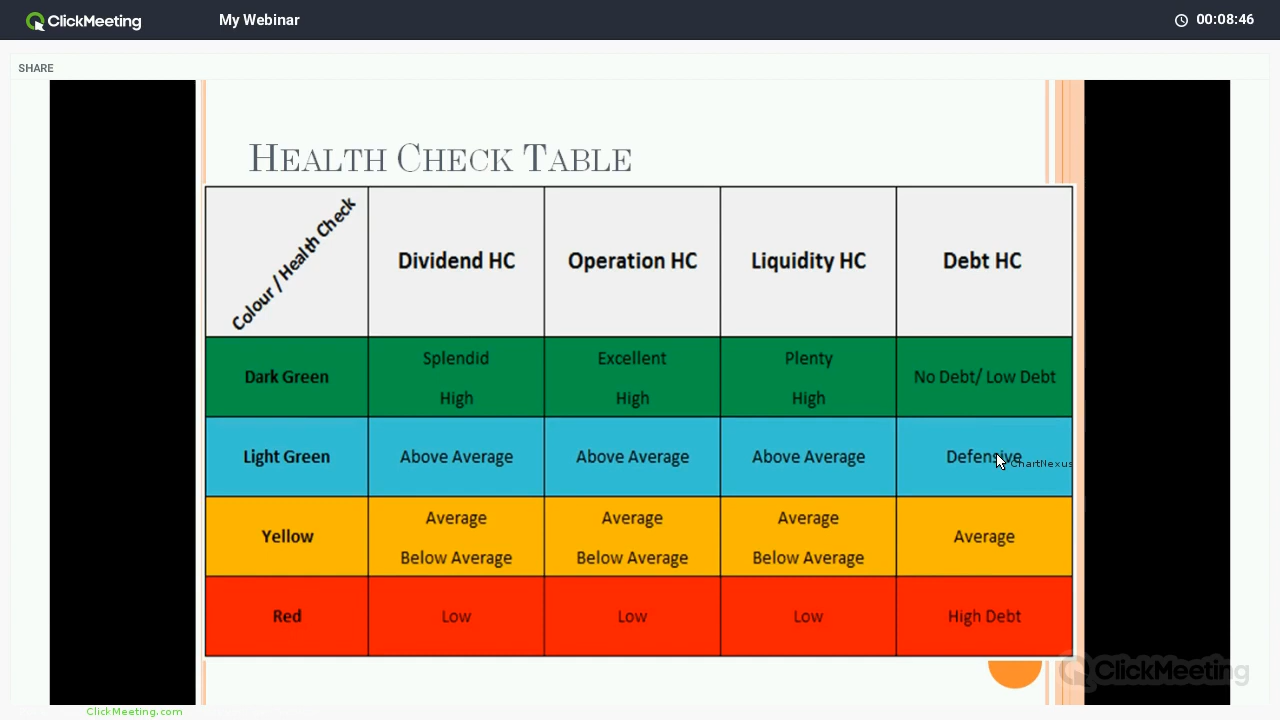 ClickMeeting
My Webinar
00:08:46
SHARE
HEALTH CHECK TABLE
Colour / Health Check
Dividend HC
Operation HC
Liquidity HC
Debt HC
Dark Green
Splendid
High
Excellent
High
Plenty
High
No Debt/ Low Debt
Light Green
Above Average
Above Average
Above Average
Defensive
ChartNexus
Yellow
Average
Below Average
Average
Below Average
Average
Below Average
Average
Red
Low
Low
Low
High Debt
ClickMeeting
ClickMeeting.com